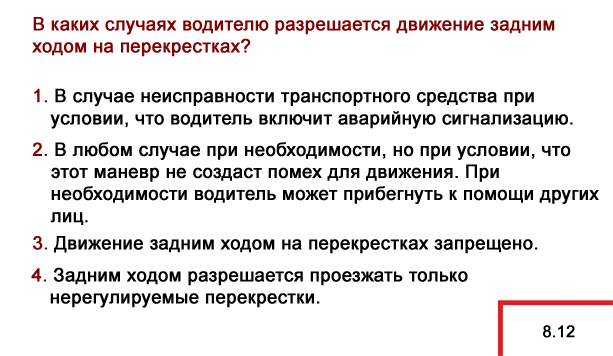 В каких случаях водителю разрешается движение задним
ходом на перекрестках?
1. В случае неисправности транспортного средства при
условии, что водитель включит аварийную сигнализацию.
2. В любом случае при необходимости, но при условии, что
этот маневр не создаст помех для движения. При
необходимости водитель может прибегнуть к помощи других
лиц.
3. Движение задним ходом на перекрестках запрещено.
4. Задним ходом разрешается проезжать только
нерегулируемые перекрестки.
8.12